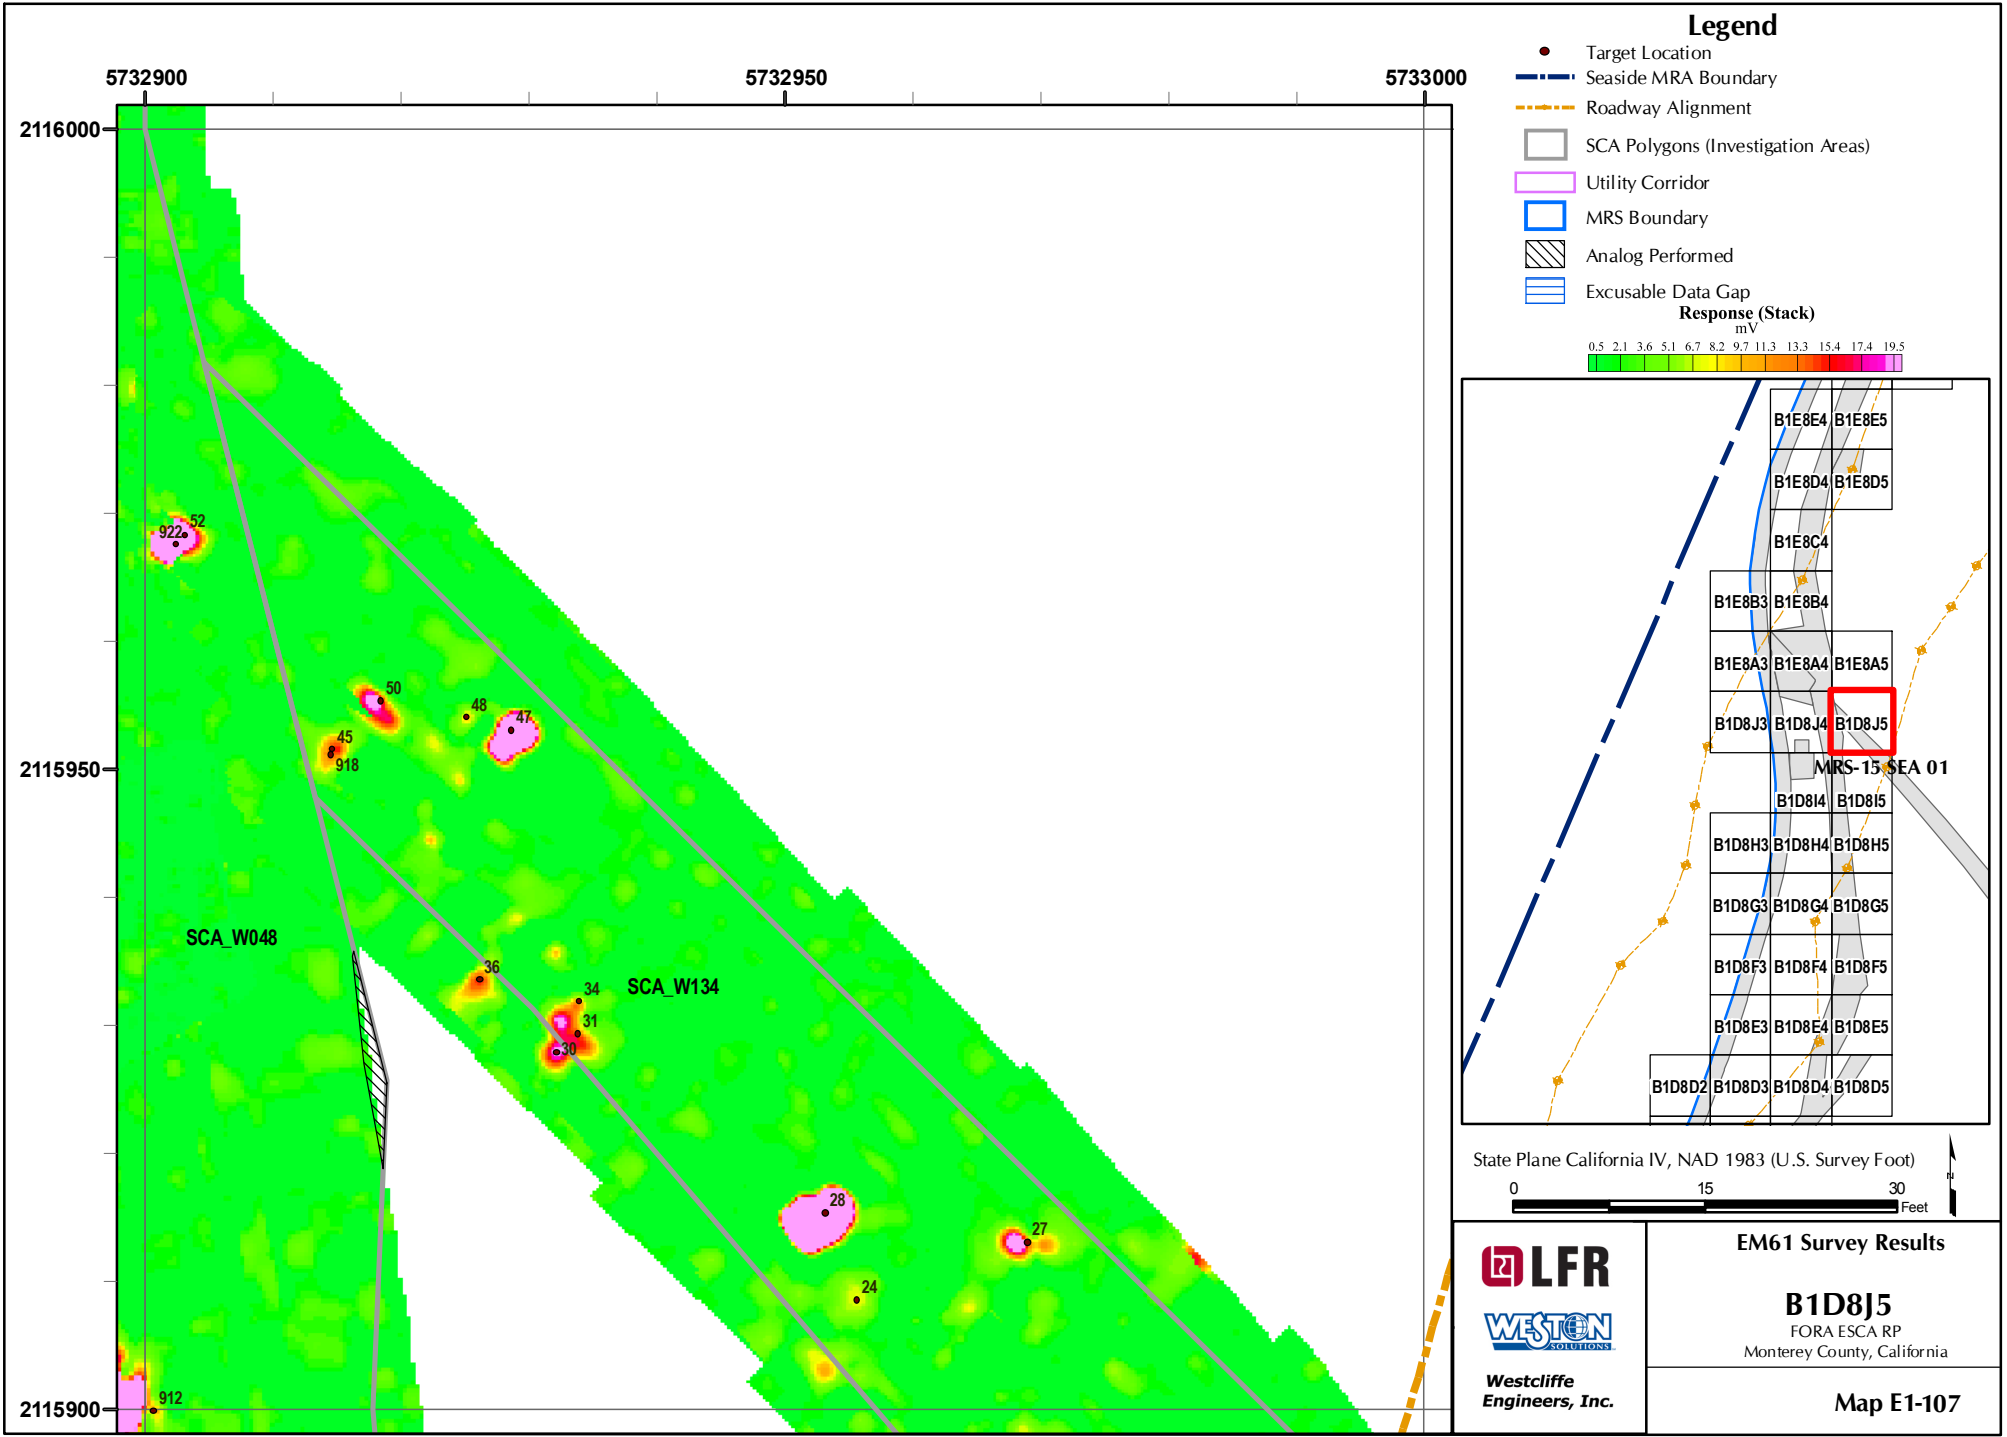 5732900
5732950
5733000
2116000
2115950
2115900
922
52
50
48
47
45
918
SCA_W048
36
SCA_W134
34
31
30
28
27
24
912
Legend
Target Location
Seaside MRA Boundary
Roadway Alignment
SCA Polygons (Investigation Areas)
Utility Corridor
MRS Boundary
Analog Performed
Excusable Data Gap
Response (Stack)
mV
0.5 2.1 3.6 5.1 6.7 8.2 9.7 11.3 13.3 15.4 17.4 19.5
B1E8E4 B1E8E5
B1E8D4 B1E8D5
B1E8C4
B1E8B3 B1E8B4
B1E8A3 B1E8A4 B1E8A5
B1D8J3 B1D8J4 B1D8J5
MRS-15 SEA 01
B1D8I4 B1D8I5
B1D8H3 B1D8H4 B1D8H5
B1D8G3 B1D8G4 B1D8G5
B1D8F3 B1D8F4 B1D8F5
B1D8E3 B1D8E4 B1D8E5
B1D8D2 B1D8D3 B1D8D4 B1D8D5
State Plane California IV, NAD 1983 (U.S. Survey Foot)
0 15 30
Feet
N
LFR
WESTON
SOLUTIONS
Westcliffe
Engineers, Inc.
EM61 Survey Results
B1D8J5
FORA ESCA RP
Monterey County, California
Map E1-107